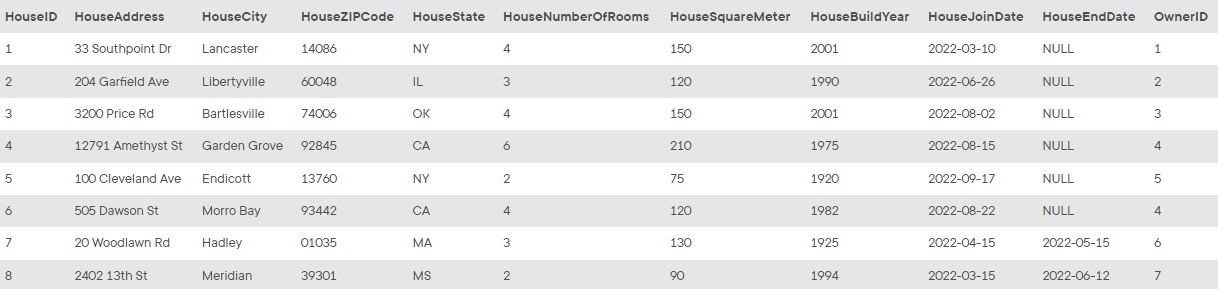 HouseID HouseAddress HouseCity HouseZIPCode HouseState HouseNumberOfRooms HouseSquareMeter HouseBuildYear HouseJoinDate HouseEndDate OwnerID
1 33 Southpoint Dr Lancaster 14086 NY 4 150 2001 2022-03-10 NULL 1
2 204 Garfield Ave Libertyville 60048 IL 3 120 1990 2022-06-26 NULL 2
3 3200 Price Rd Bartlesville 74006 OK 4 150 2001 2022-08-02 NULL 3
4 12791 Amethyst St Garden Grove 92845 CA 6 210 1975 2022-08-15 NULL 4
5 100 Cleveland Ave Endicott 13760 NY 2 75 1920 2022-09-17 NULL 5
6 505 Dawson St Morro Bay 93442 CA 4 120 1982 2022-08-22 NULL 4
7 20 Woodlawn Rd Hadley 01035 MA 3 130 1925 2022-04-15 2022-05-15 6
8 2402 13th St Meridian 39301 MS 2 90 1994 2022-03-15 2022-06-12 7